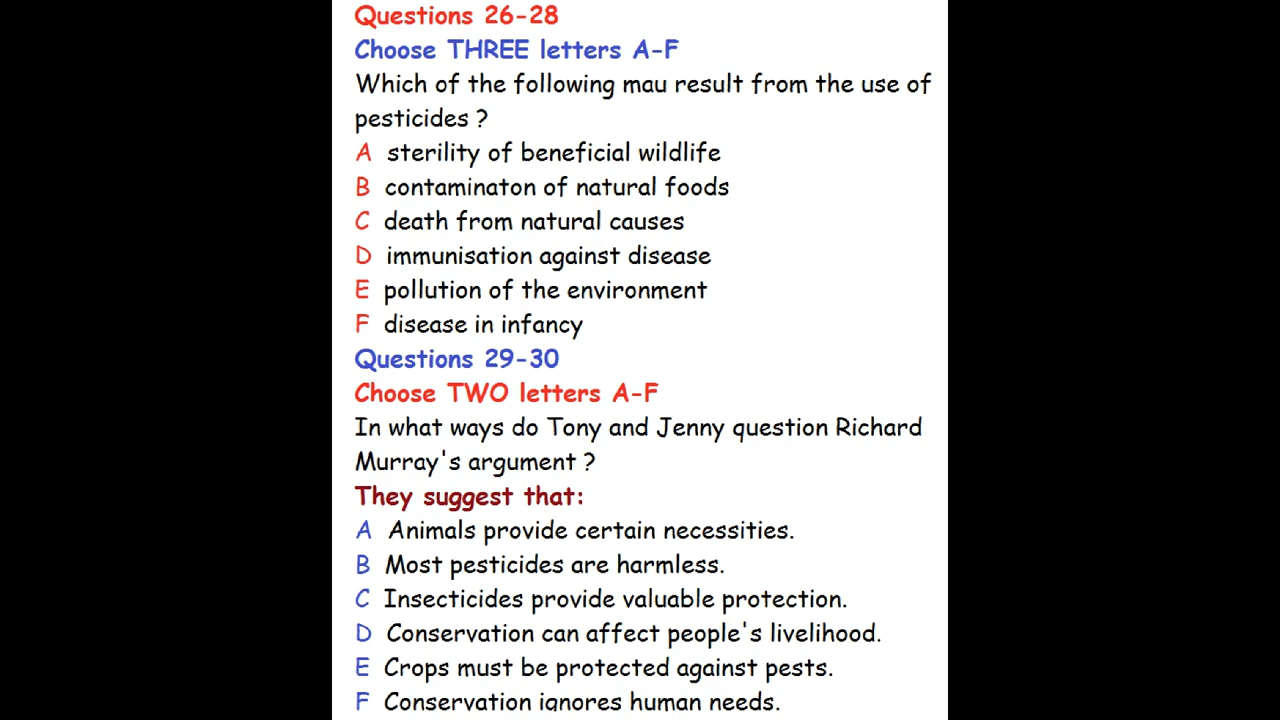 Questions 26-28
Choose THREE letters A-F
Which of the following mau result from the use of
pesticides ?
A sterility of beneficial wildlife
B contaminaton of natural foods
C death from natural causes
D immunisation against disease
E pollution of the environment
F disease in infancy
Questions 29-30
Choose TWO letters A-F
In what ways do Tony and Jenny question Richard
Murray's argument ?
They suggest that:
A Animals provide certain necessities.
B Most pesticides are harmless.
C Insecticides provide valuable protection.
D Conservation can affect people's livelihood.
E Crops must be protected against pests.
F Conservation ignores human needs.